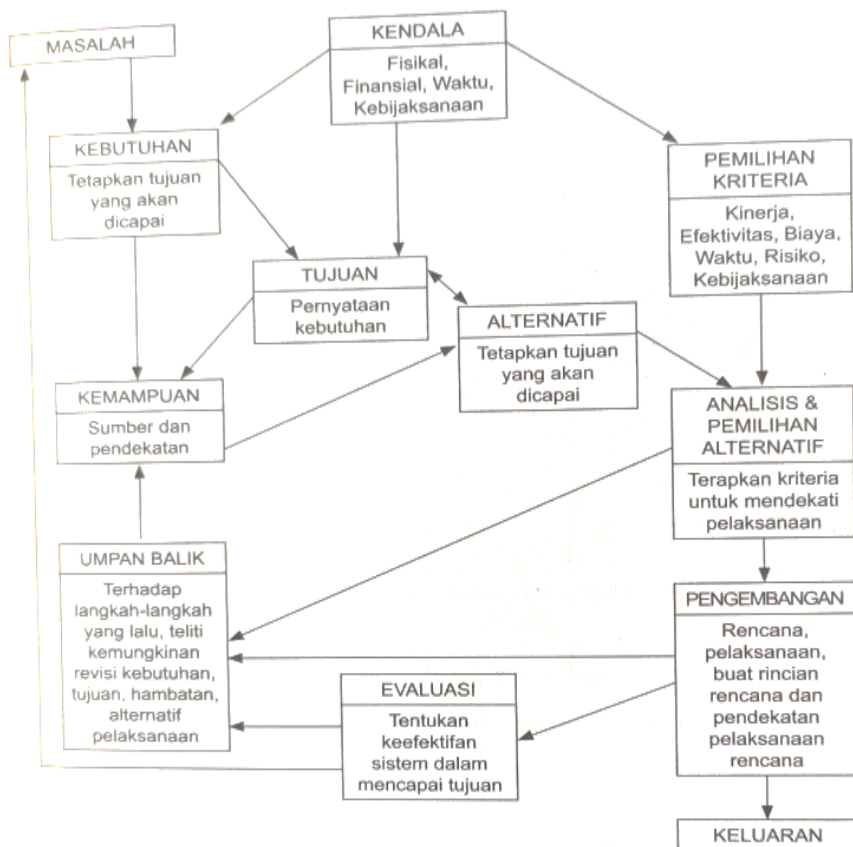 MASALAH
KENDALA
Fisikal,
Finansial, Waktu,
Kebijaksanaan
KEBUTUHAN
Tetapkan tujuan
yang akan
dicapai
PEMILIHAN
KRITERIA
Kinerja,
Efektivitas, Biaya,
Waktu, Risiko,
Kebijaksanaan
TUJUAN
Pernyataan
kebutuhan
ALTERNATIF
Tetapkan tujuan
yang akan
dicapai
KEMAMPUAN
Sumber dan
pendekatan
ANALISIS &
PEMILIHAN
ALTERNATIF
Terapkan kriteria
untuk mendekati
pelaksanaan
UMPAN BALIK
Terhadap
langkah-langkah
yang lalu, teliti
kemungkinan
revisi kebutuhan,
tujuan, hambatan,
alternatif
pelaksanaan
PENGEMBANGAN
Rencana,
pelaksanaan,
buat rincian
rencana dan
pendekatan
pelaksanaan
rencana
EVALUASI
Tentukan
keefektifan
sistem dalam
mencapai tujuan
KELUARAN